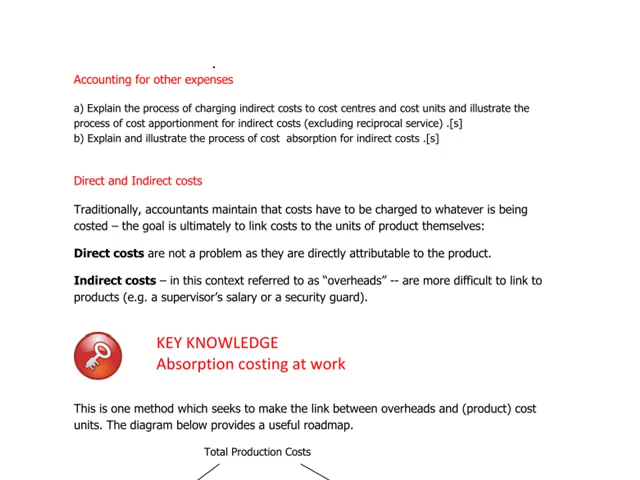 Accounting for other expenses
a) Explain the process of charging indirect costs to cost centres and cost units and illustrate the
process of cost apportionment for indirect costs (excluding reciprocal service) .[s]
b) Explain and illustrate the process of cost  absorption for indirect costs .[s]
Direct and Indirect costs
Traditionally, accountants maintain that costs have to be charged to whatever is being
costed – the goal is ultimately to link costs to the units of product themselves:
Direct costs are not a problem as they are directly attributable to the product.
Indirect costs – in this context referred to as “overheads” -- are more difficult to link to
products (e.g. a supervisor’s salary or a security guard).
KEY KNOWLEDGE
Absorption costing at work
This is one method which seeks to make the link between overheads and (product) cost
units. The diagram below provides a useful roadmap.
Total Production Costs